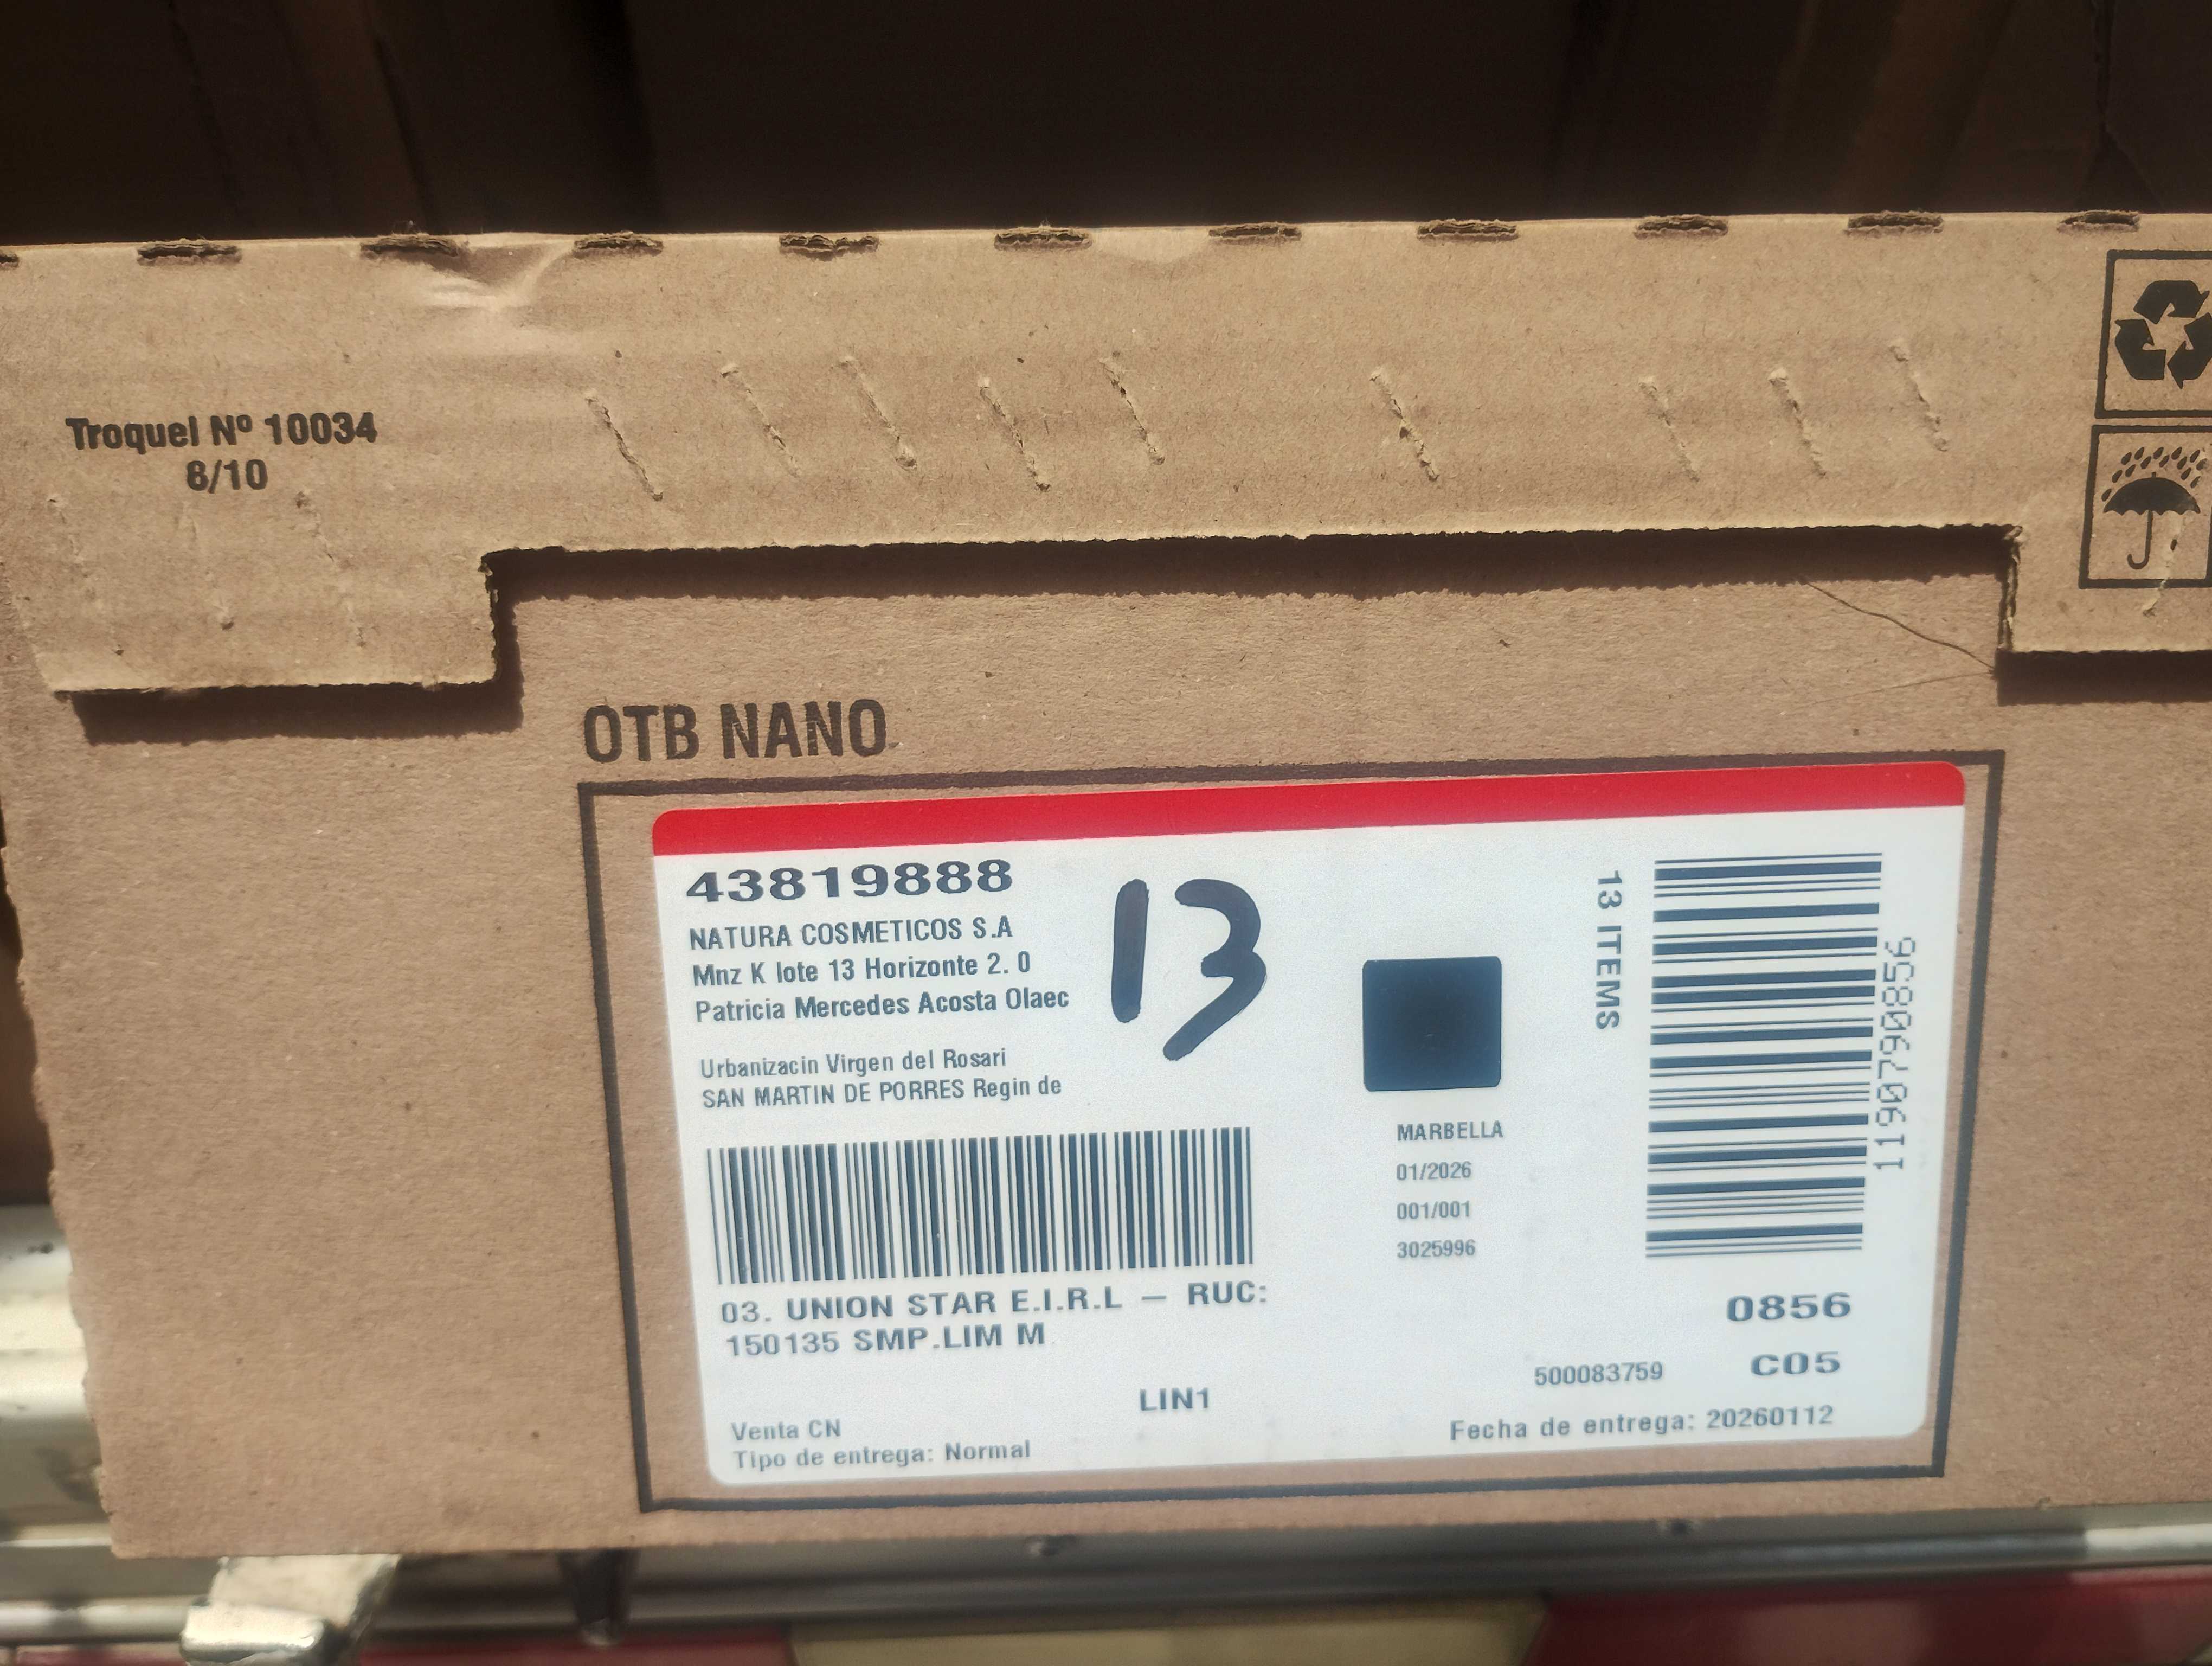 Troquel Nº 10034
8/10
OTB NANO
43819888
NATURA COSMETICOS S.A
Mnz K lote 13 Horizonte 2. 0
Patricia Mercedes Acosta Olaec
13
Urbanizacin Virgen del Rosari
SAN MARTIN DE PORRES Regin de
13 ITEMS
1190790856
MARBELLA
01/2026
001/001
3025996
03. UNION STAR E.I.R.L — RUC:
150135 SMP.LIM M
0856
C05
500083759
LIN1
Venta CN
Tipo de entrega: Normal
Fecha de entrega: 20260112